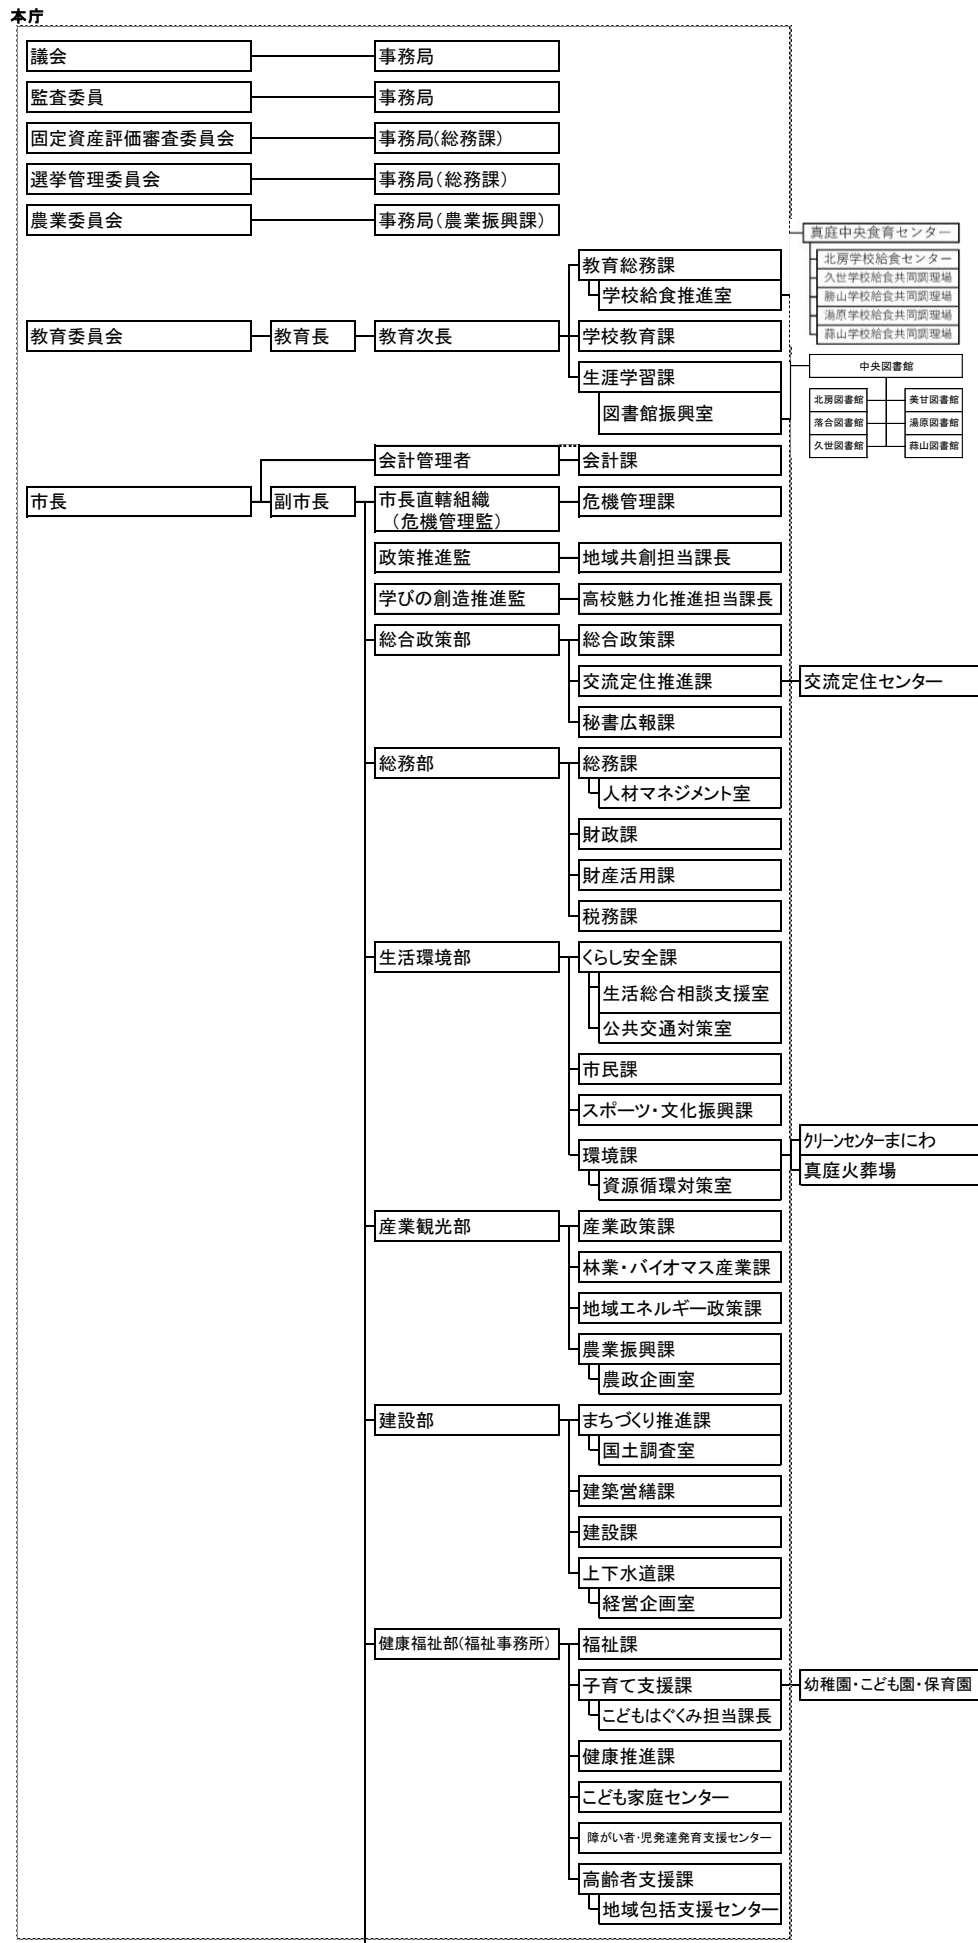 本庁
議会
事務局
監査委員
事務局
固定資産評価審査委員会
事務局(総務課)
選挙管理委員会
事務局(総務課)
農業委員会
事務局(農業振興課)
真庭中央食育センター
北房学校給食センター
久世学校給食共同調理場
勝山学校給食共同調理場
湯原学校給食共同調理場
蒜山学校給食共同調理場
教育総務課
学校給食推進室
教育委員会
教育長
教育次長
学校教育課
生涯学習課
図書館振興室
中央図書館
北房図書館
美甘図書館
落合図書館
湯原図書館
久世図書館
蒜山図書館
会計管理者
会計課
市長
副市長
市長直轄組織
(危機管理監)
危機管理課
政策推進監
地域共創担当課長
学びの創造推進監
高校魅力化推進担当課長
総合政策部
総合政策課
交流定住推進課
交流定住センター
秘書広報課
総務部
総務課
人材マネジメント室
財政課
財産活用課
税務課
生活環境部
くらし安全課
生活総合相談支援室
公共交通対策室
市民課
スポーツ・文化振興課
環境課
資源循環対策室
クリーンセンターまにわ
真庭火葬場
産業観光部
産業政策課
林業・バイオマス産業課
地域エネルギー政策課
農業振興課
農政企画室
建設部
まちづくり推進課
国土調査室
建築営繕課
建設課
上下水道課
経営企画室
健康福祉部(福祉事務所)
福祉課
子育て支援課
こどもはぐくみ担当課長
幼稚園・こども園・保育園
健康推進課
こども家庭センター
障がい者・児発達発育支援センター
高齢者支援課
地域包括支援センター